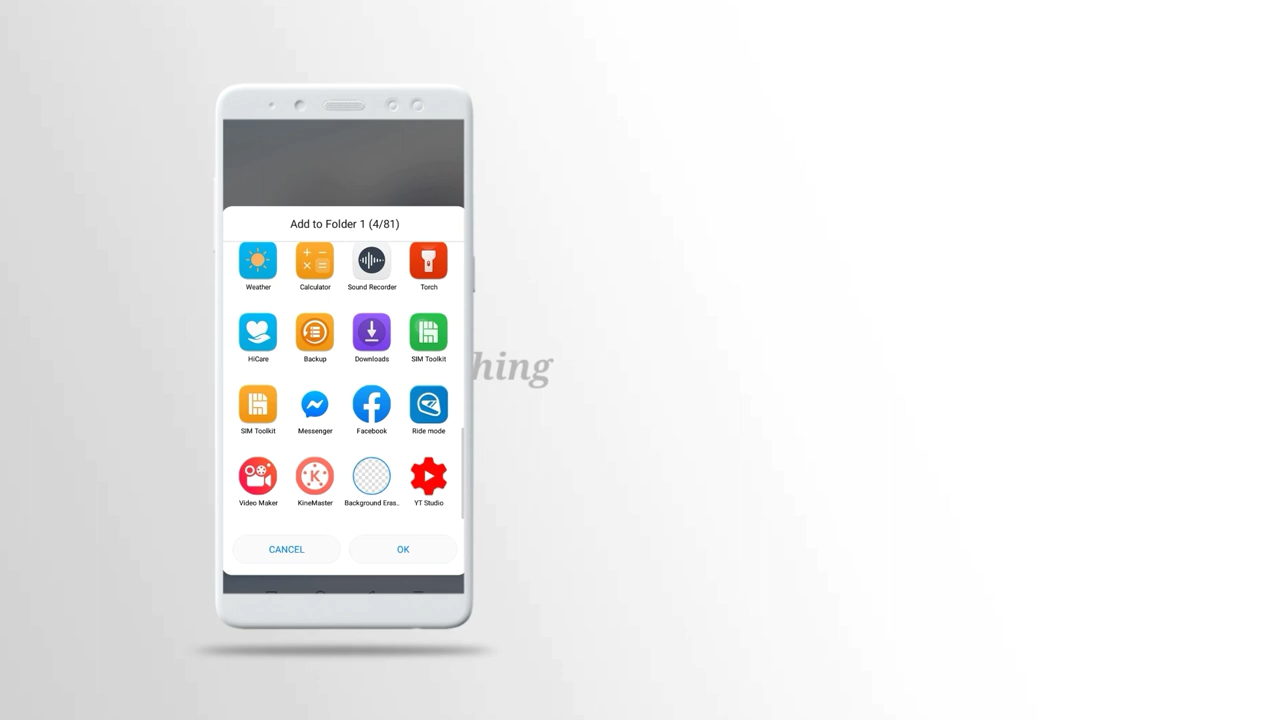 Add to Folder 1 (4/81)
Weather Calculator Sound Recorder Torch
HiCare Backup Downloads SIM Toolkit
SIM Toolkit Messenger Facebook Ride mode
Video Maker KineMaster Background Eras.. YT Studio
CANCEL OK
hing